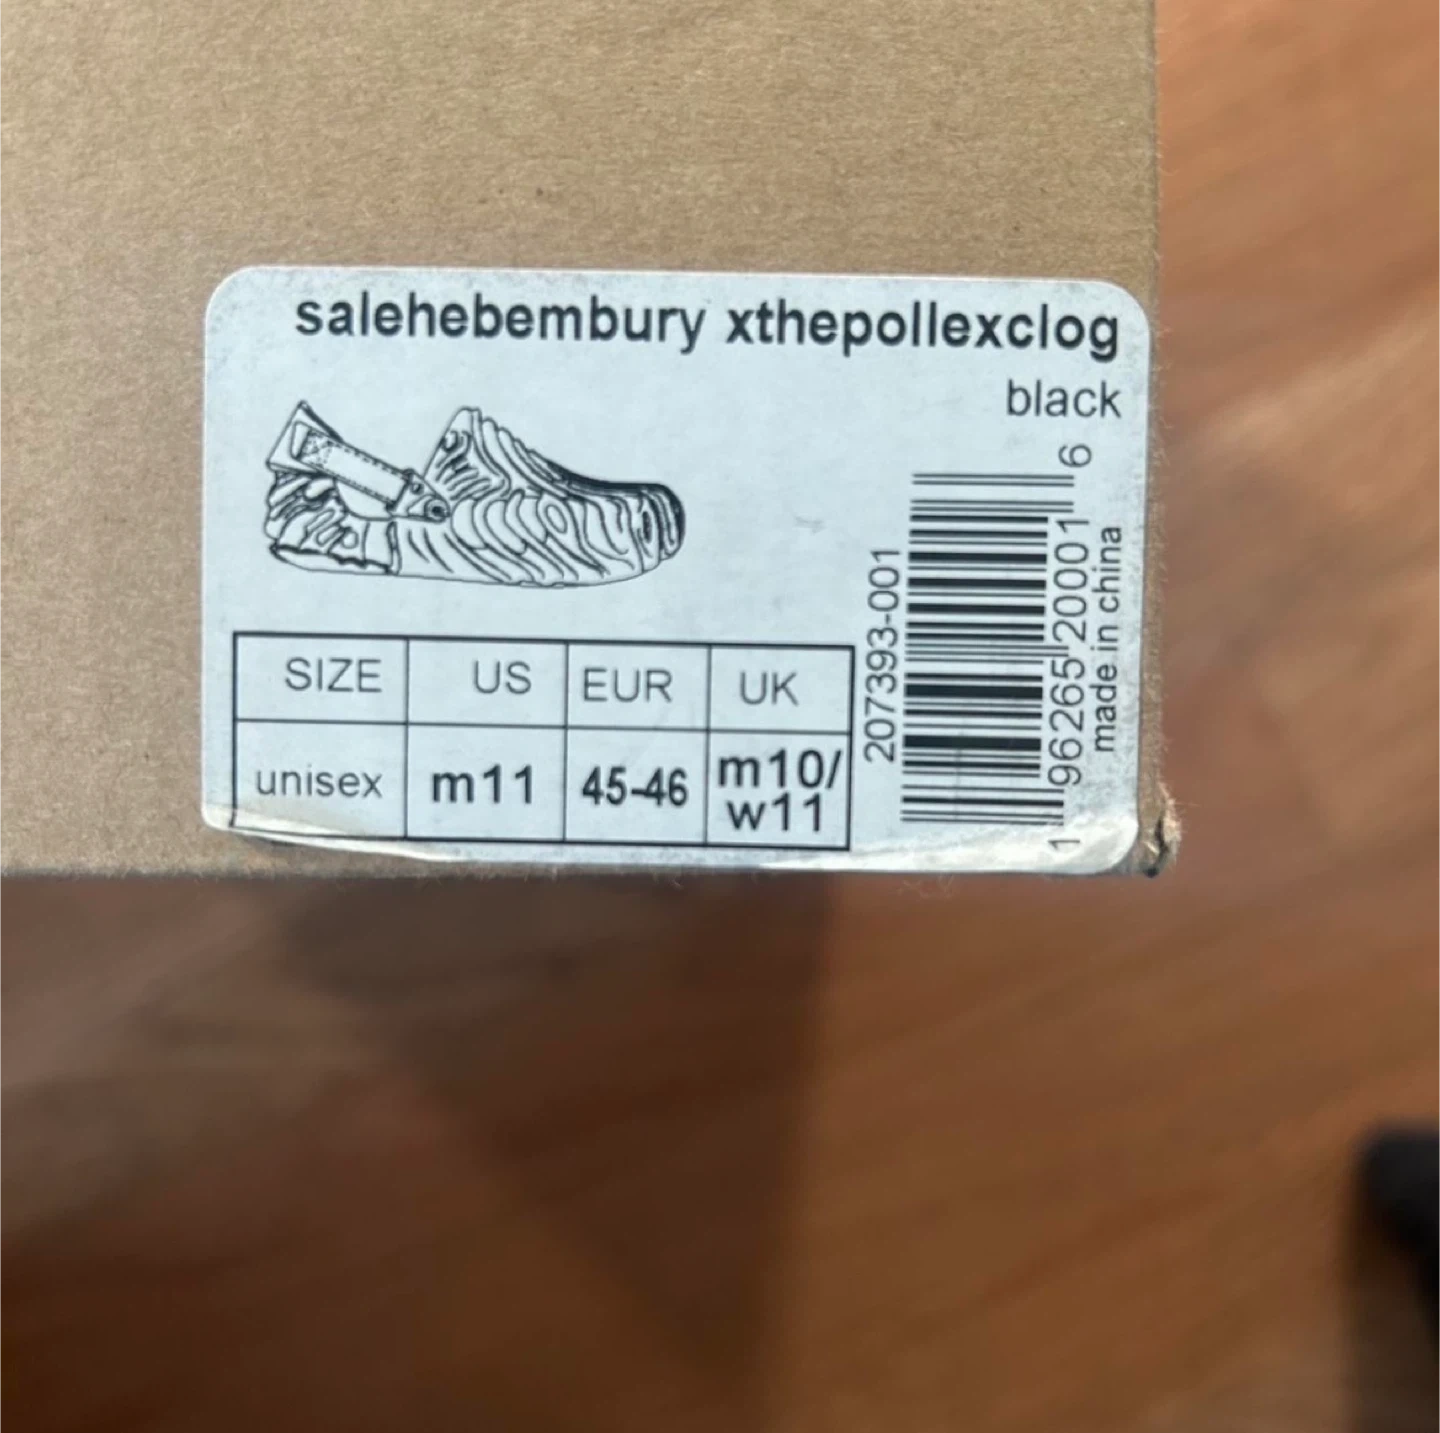 salehebembury xthepollexclog
black
SIZE US EUR UK
unisex m11 45-46 m10/
w11
207393-001
1 96265 20001 6
made in china